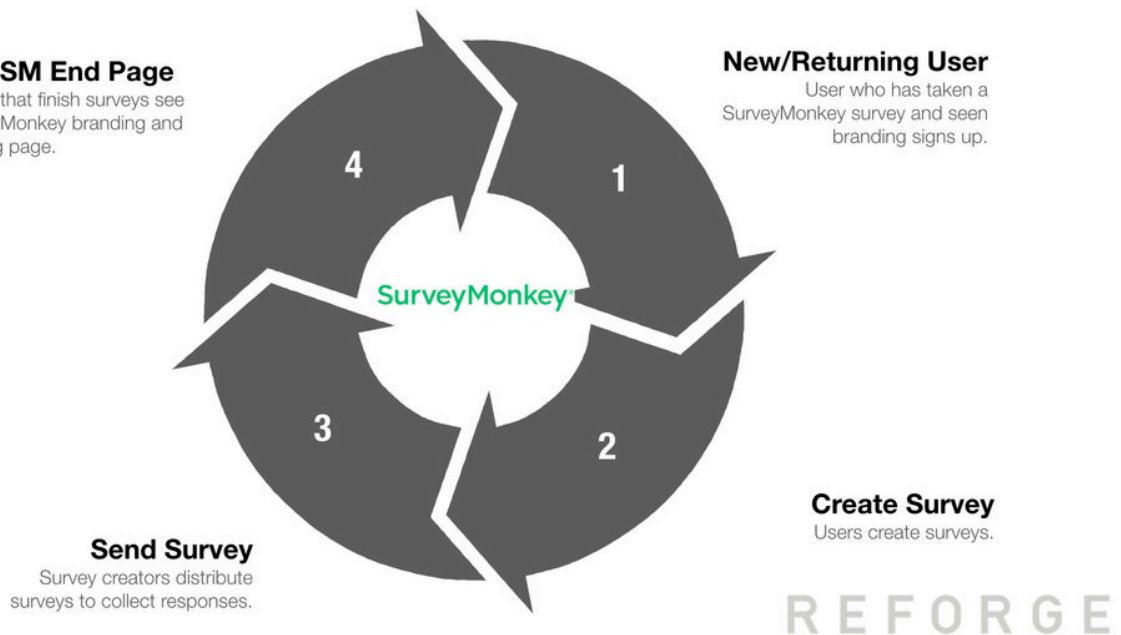 New/Returning User
User who has taken a
SurveyMonkey survey and seen
branding signs up.
1
Create Survey
Users create surveys.
2
Send Survey
Survey creators distribute
surveys to collect responses.
3
SM End Page
that finish surveys see
Monkey branding and
page.
4
SurveyMonkey
REFORGE